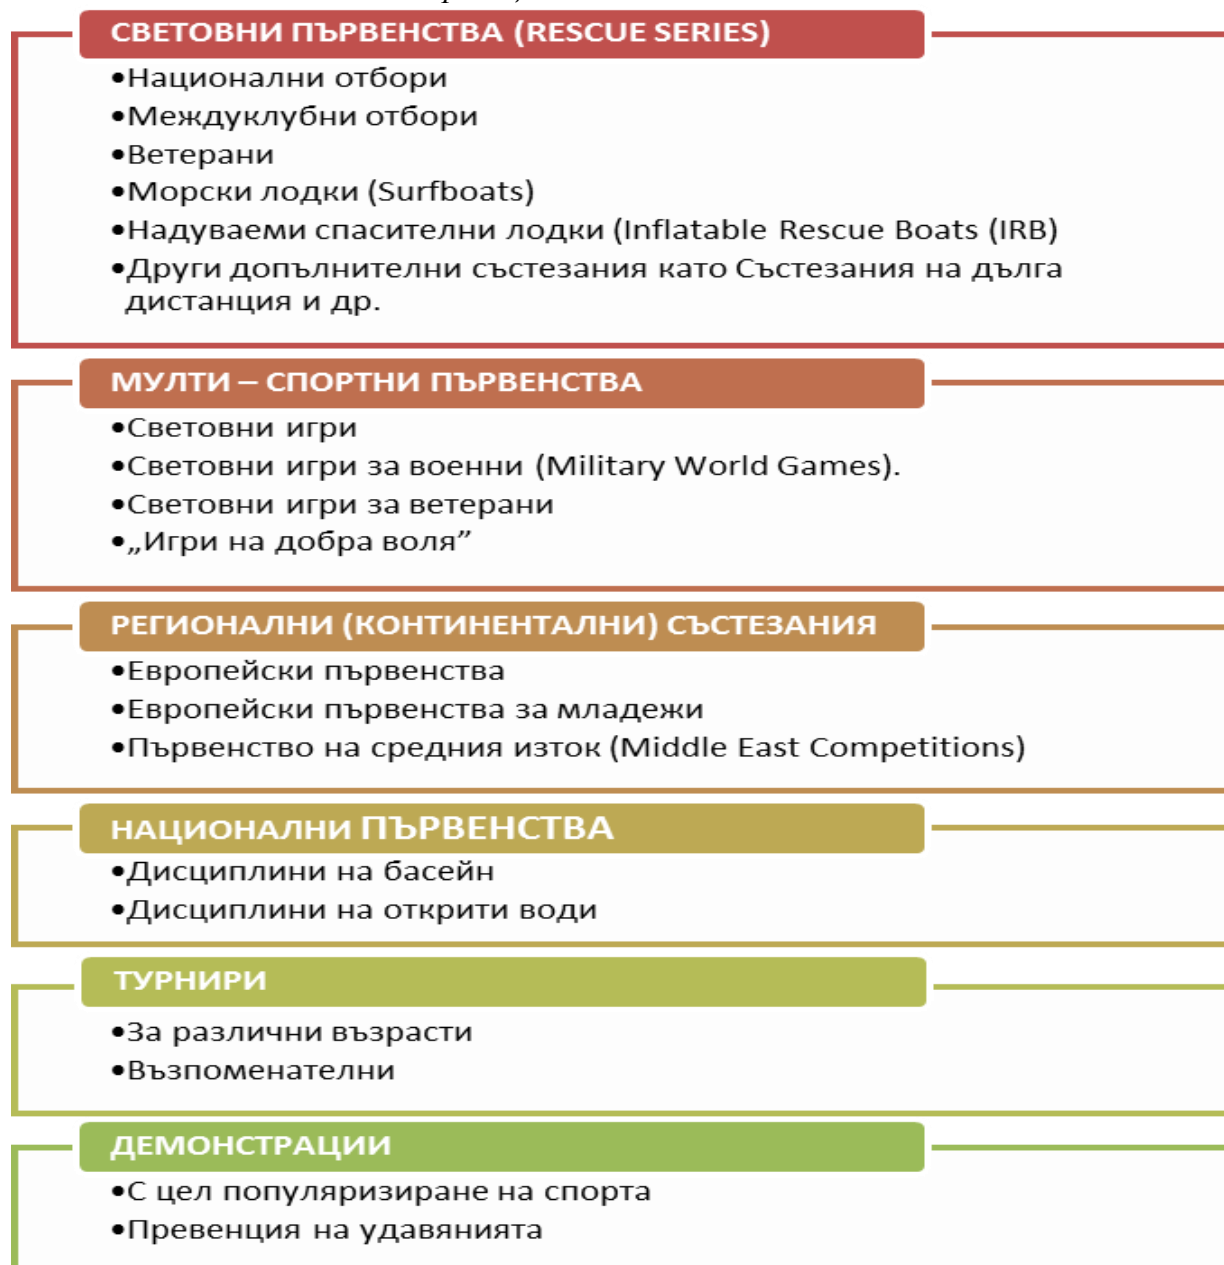 СВЕТОВНИ ПЪРВЕНСТВА (RESCUE SERIES)
•Национални отбори
•Междуклубни отбори
•Ветерани
•Морски лодки (Surfboats)
•Надуваеми спасителни лодки (Inflatable Rescue Boats (IRB)
•Други допълнителни състезания като Състезания на дълга
дистанция и др.
МУЛТИ – СПОРТНИ ПЪРВЕНСТВА
•Световни игри
•Световни игри за военни (Military World Games).
•Световни игри за ветерани
•„Игри на добра воля”
РЕГИОНАЛНИ (КОНТИНЕНТАЛНИ) СЪСТЕЗАНИЯ
•Европейски първенства
•Европейски първенства за младежи
•Първенство на средния изток (Middle East Competitions)
НАЦИОНАЛНИ ПЪРВЕНСТВА
•Дисциплини на басейн
•Дисциплини на открити води
ТУРНИРИ
•За различни възрасти
•Възпоменателни
ДЕМОНСТРАЦИИ
•С цел популяризиране на спорта
•Превенция на удавянията